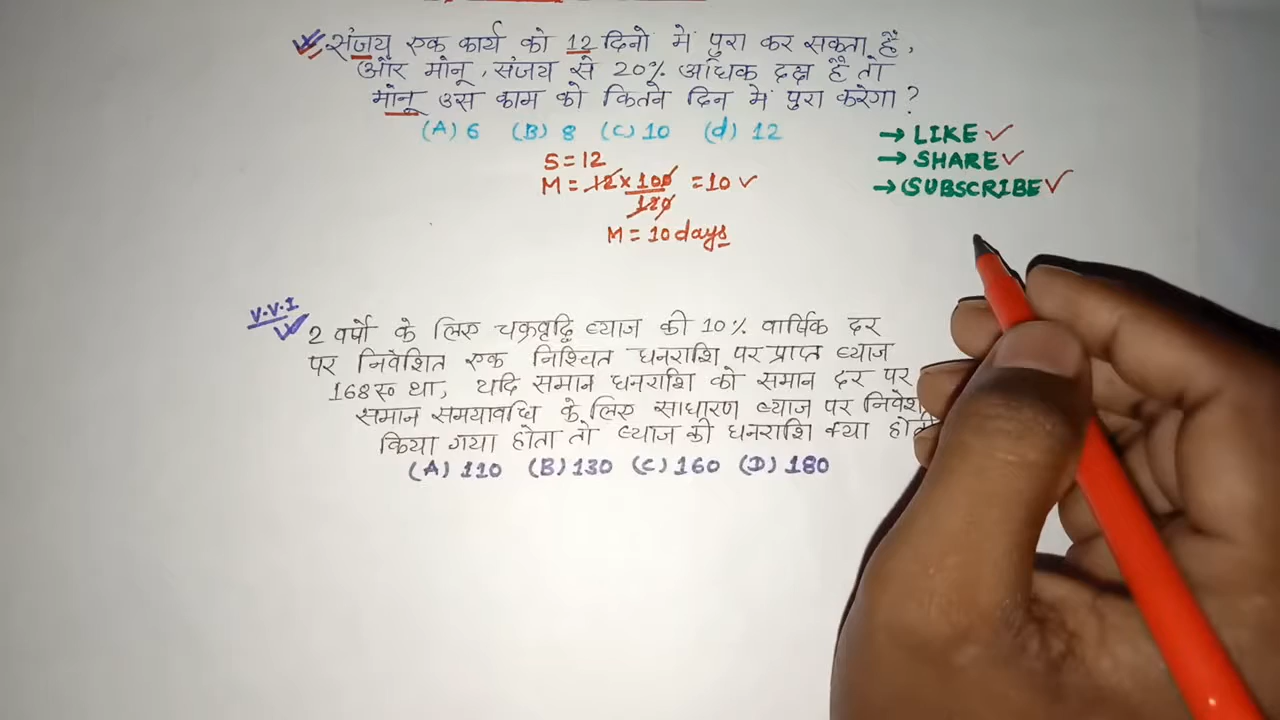 संजय एक कार्य को 12 दिनो में पुरा कर सकता हैं,
और मोनू, संजय से 20% अधिक दक्ष है तो
मोनू उस काम को कितने दिन में पुरा करेगा?
(A) 6 (B) 8 (C) 10 (d) 12
→ LIKE ✓
→ SHARE ✓
→ SUBSCRIBE ✓
S = 12
M = 12 × 100 = 10 ✓
120
M = 10 days
V.V.I
2 वर्षो के लिए चक्रवृद्धि ब्याज की 10% वार्षिक दर
पर निवेशित एक निश्चित धनराशि पर प्राप्त ब्याज
168 रू था, यदि समान धनराशि को समान दर पर
समान समयावधि के लिए साधारण ब्याज पर निवेश
किया गया होता तो ब्याज की धनराशि क्या
(A) 110 (B) 130 (C) 160 (D) 180